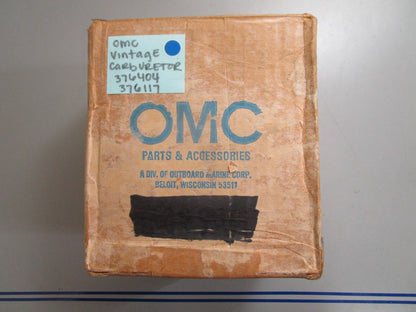 OMC
VintAGE
CARBURETOR
376404
376117
OMC
PARTS & ACCESSORIES
A DIV. OF OUTBOARD MARINE CORP.
BELOIT, WISCONSIN 53511